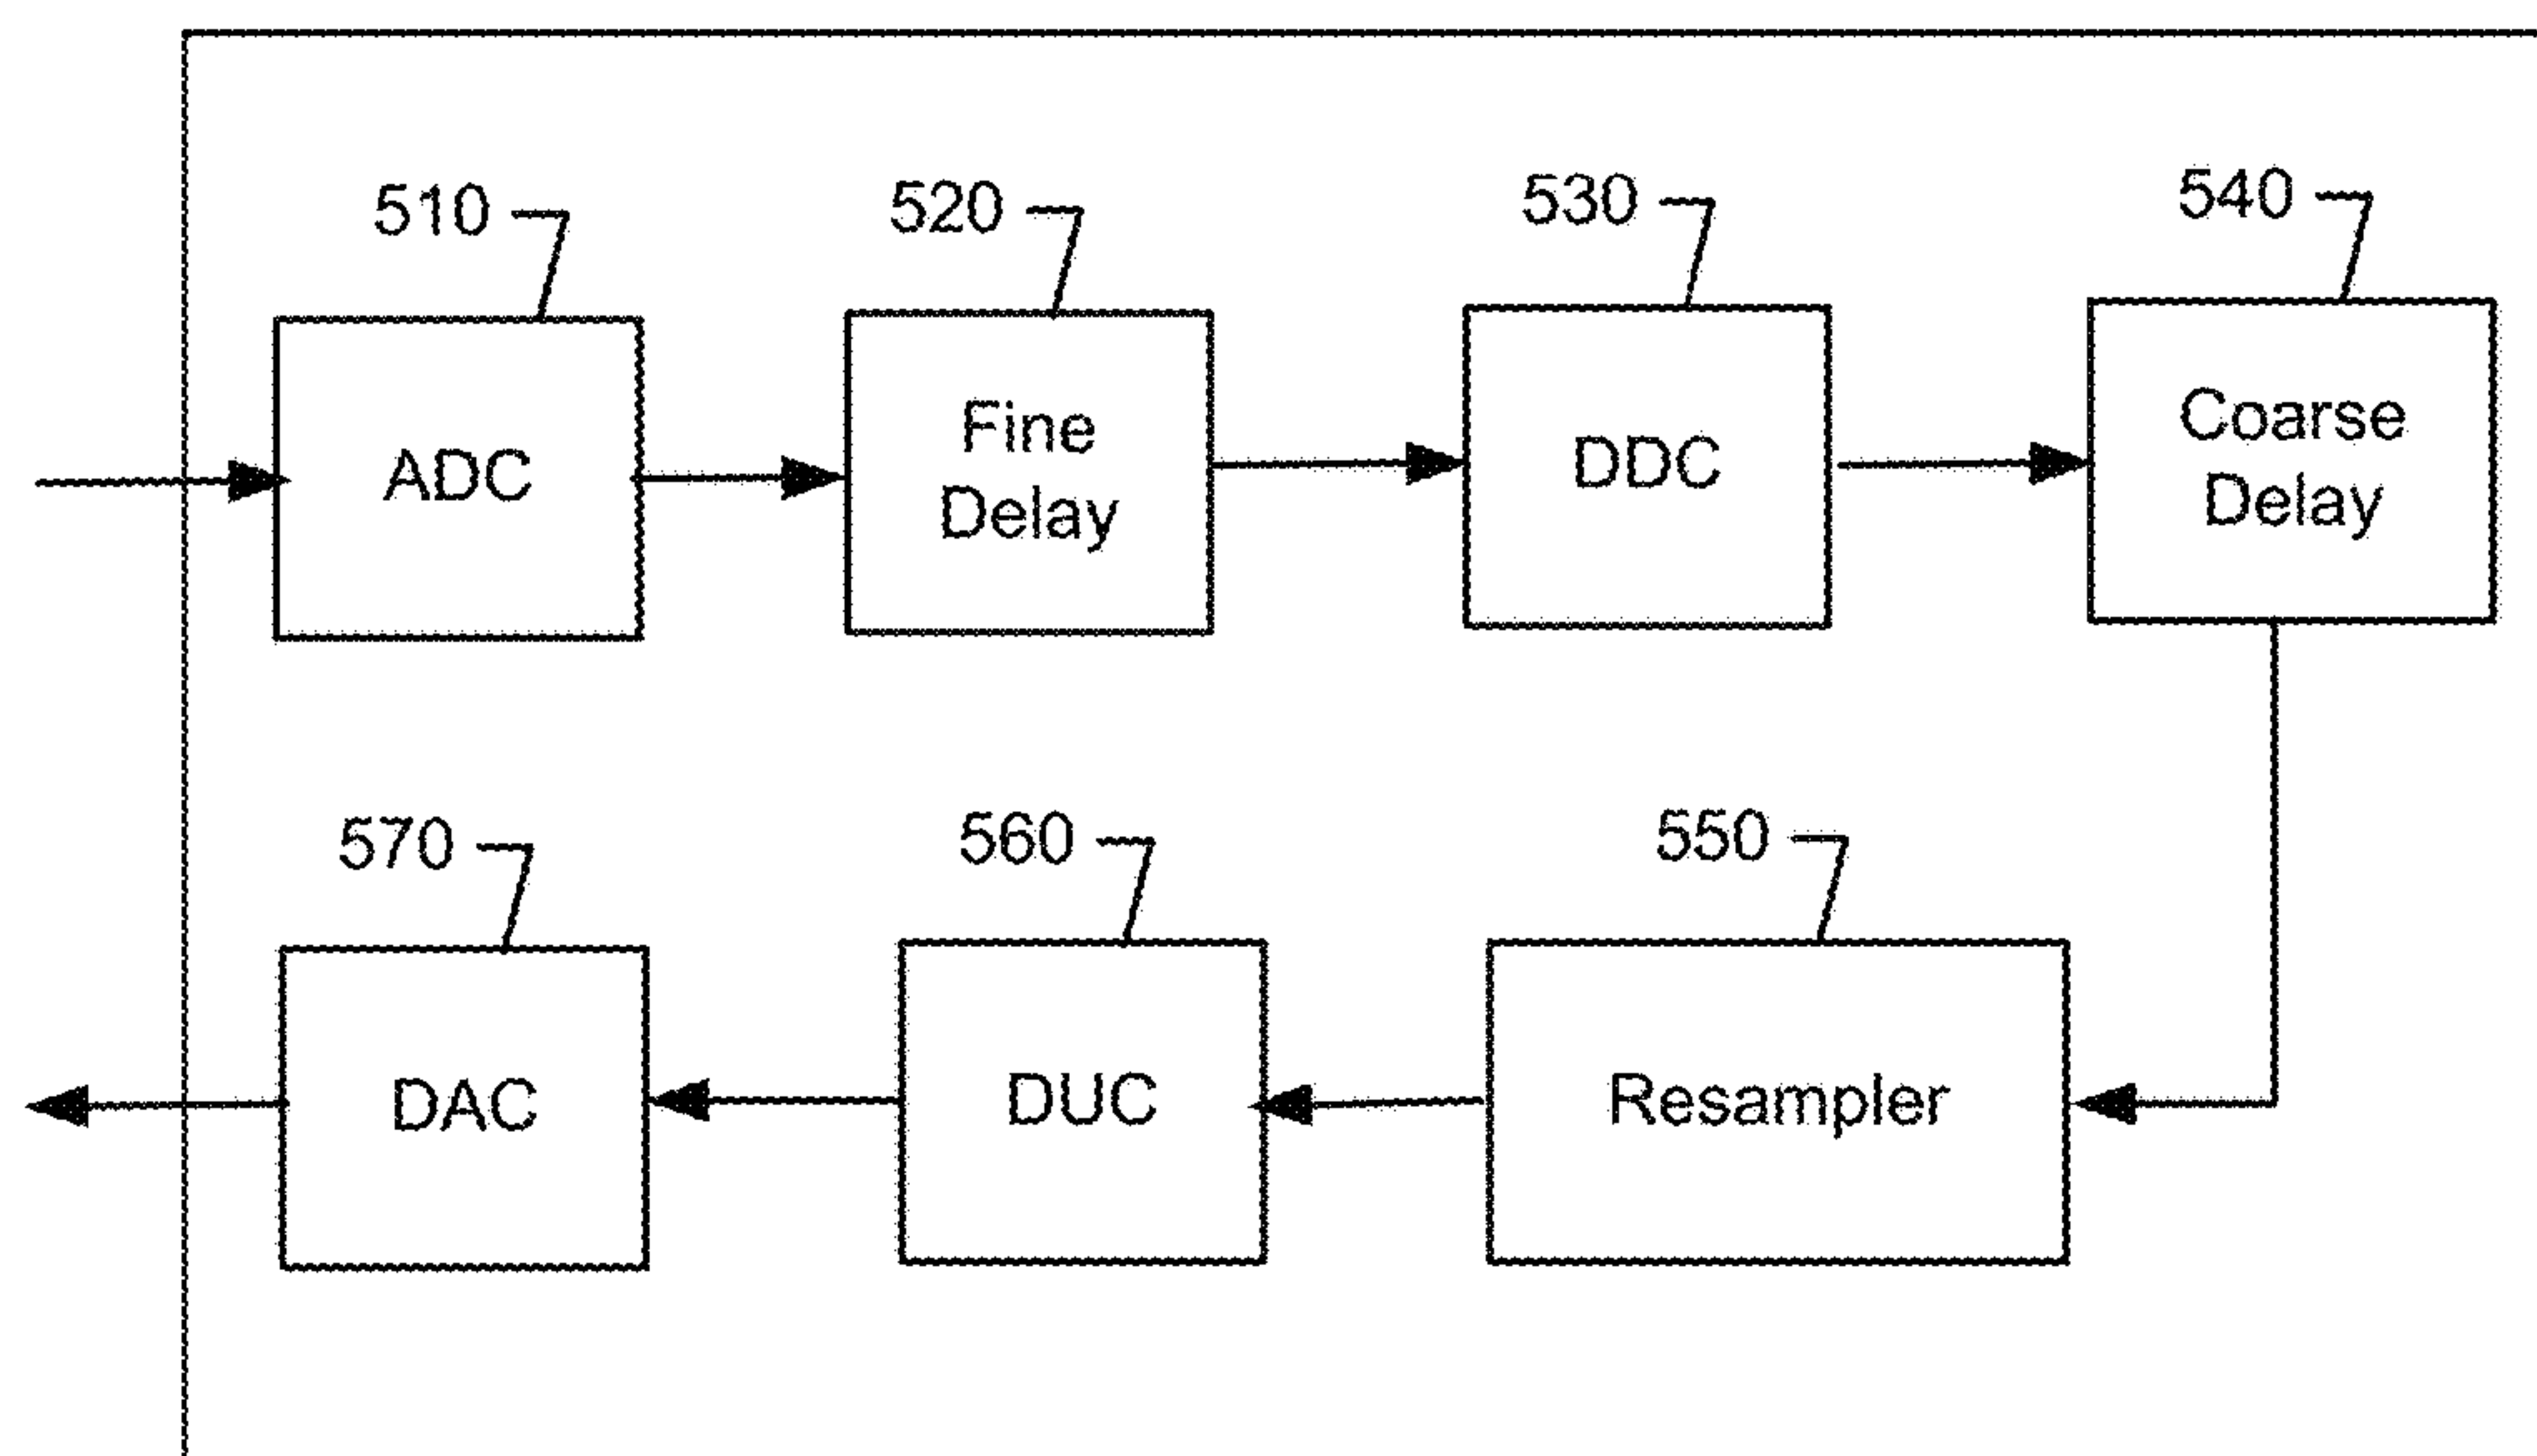 510
520
530
540
ADC
Fine
Delay
DDC
Coarse
Delay
570
560
550
DAC
DUC
Resampler